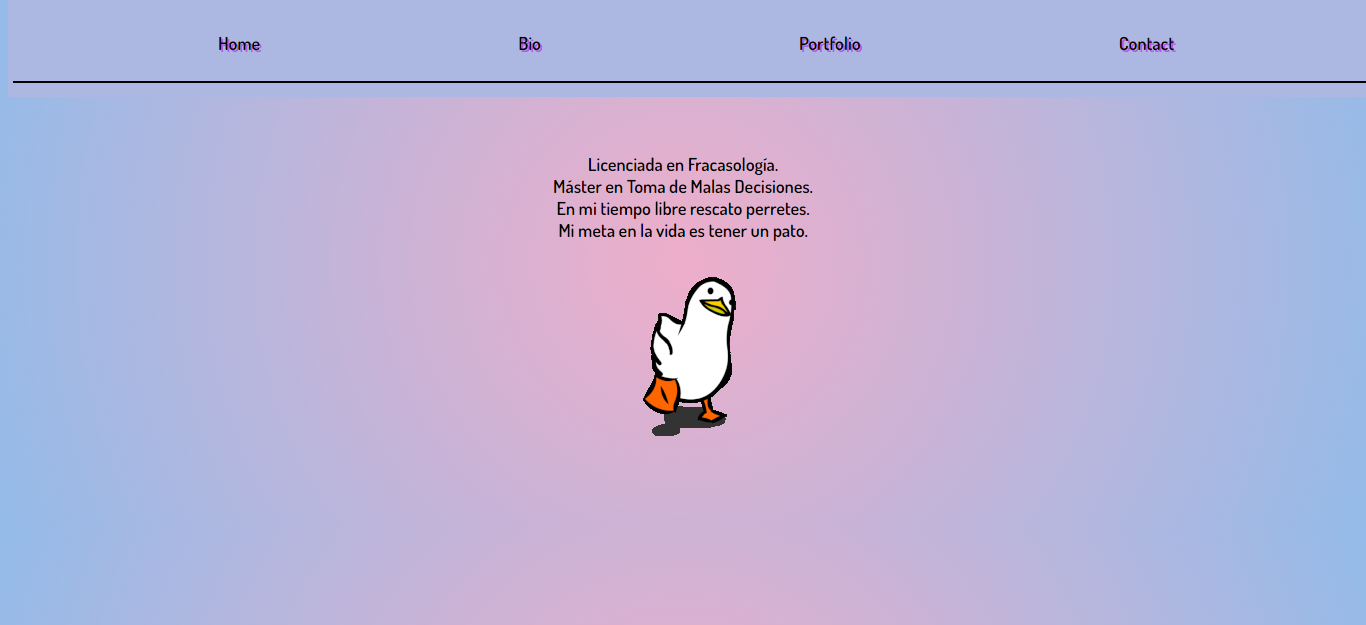 Home
Bio
Portfolio
Contact
Licenciada en Fracasología.
Máster en Toma de Malas Decisiones.
En mi tiempo libre rescato perretes.
Mi meta en la vida es tener un pato.